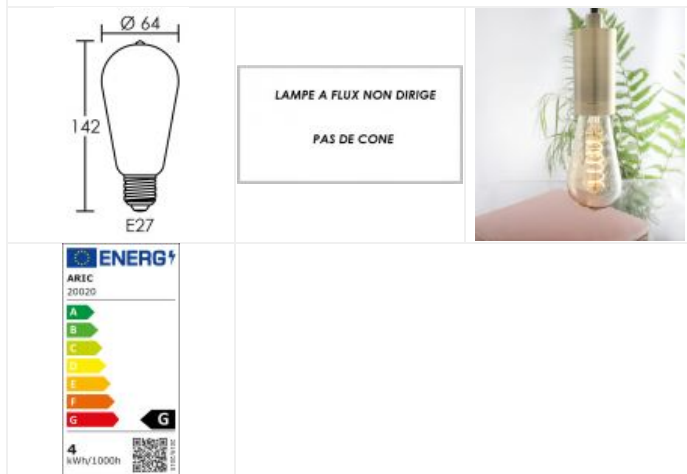 Ø 64
142
E27
LAMPE A FLUX NON DIRIGE
PAS DE CONE
ENERG
ARIC
20020
A
B
C
D
E
F
G
G
4
kWh/1000h